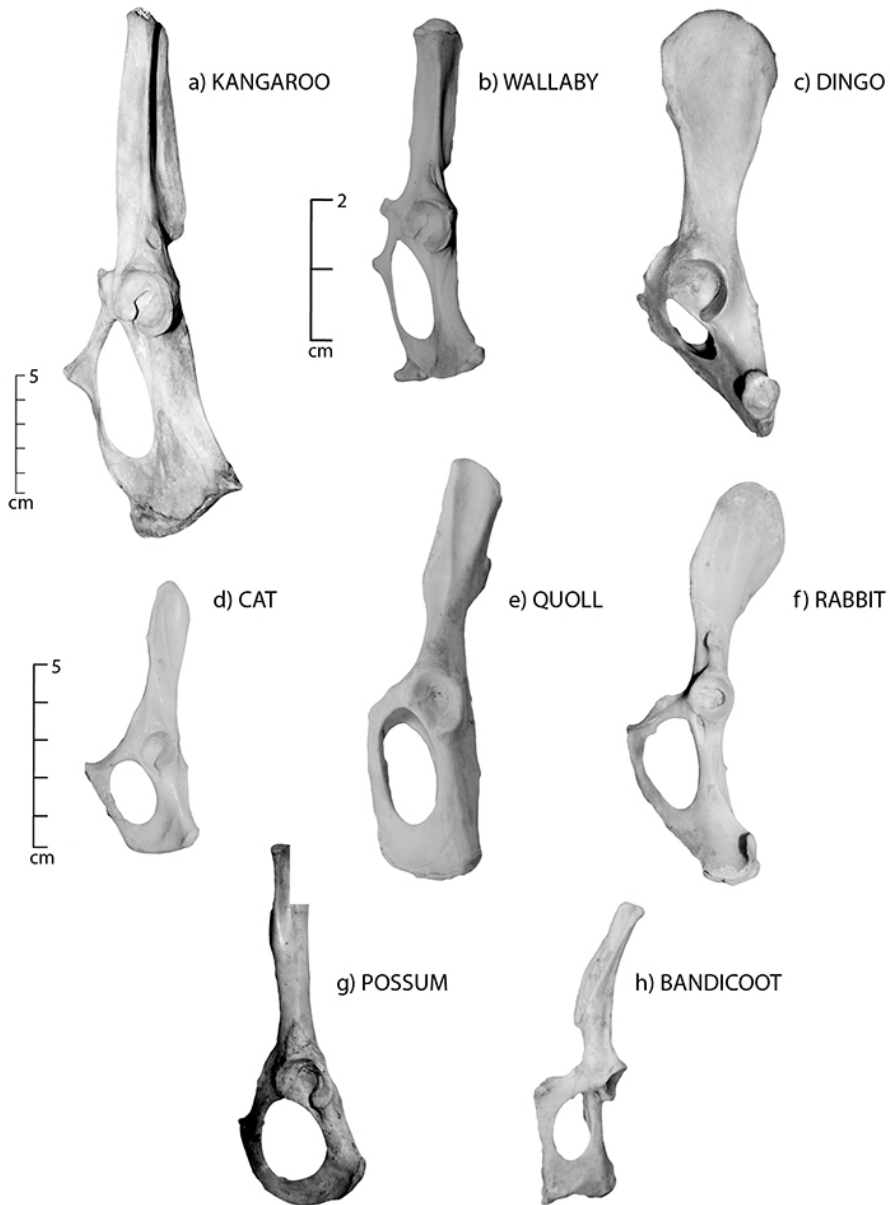 a) KANGAROO
b) WALLABY
c) DINGO
2
cm
5
cm
d) CAT
e) QUOLL
f) RABBIT
5
cm
g) POSSUM
h) BANDICOOT